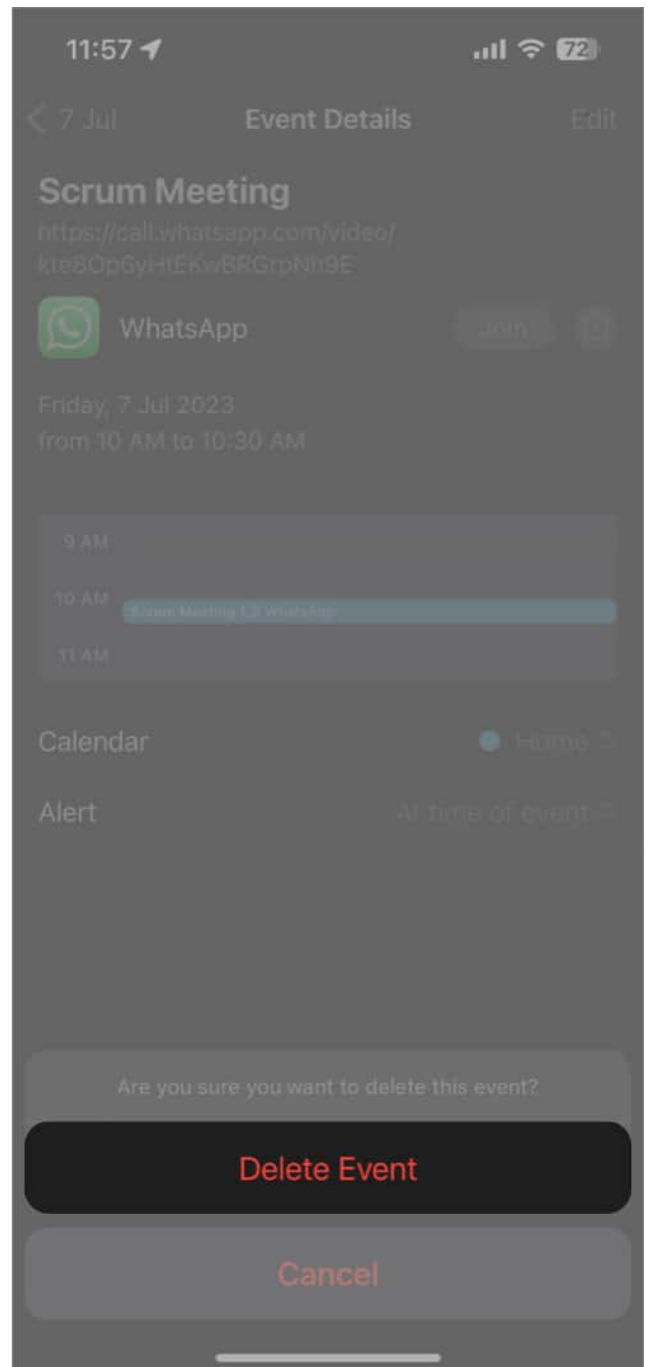 11:57
72
7 Jul Event Details Edit
Scrum Meeting
https://call.whatsapp.com/video/
WhatsApp Join
Friday, 7 Jul 2023
from 10 AM to 10:30 AM
9 AM
10 AM
Scrum Meeting WhatsApp
11 AM
Calendar Home
Alert At time of event
Are you sure you want to delete this event?
Delete Event
Cancel